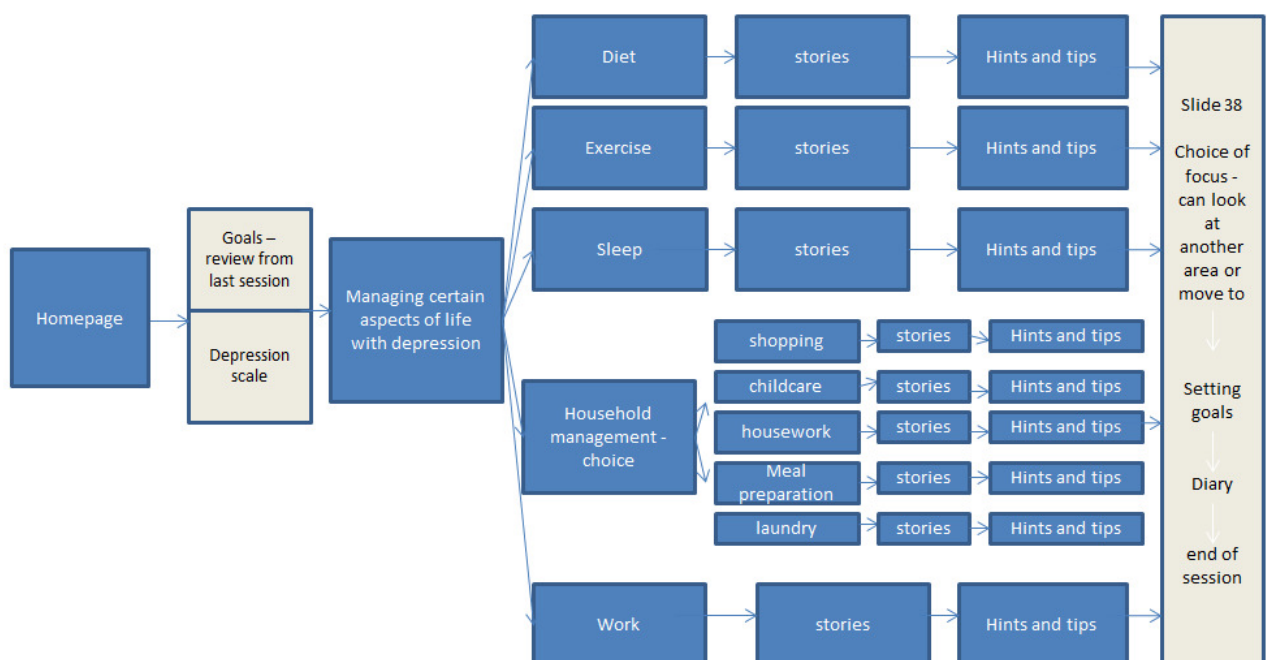 Homepage
Goals –
review from
last session
Depression
scale
Managing certain
aspects of life
with depression
Diet
stories
Hints and tips
Exercise
stories
Hints and tips
Sleep
stories
Hints and tips
Household
management -
choice
shopping
stories
Hints and tips
childcare
stories
Hints and tips
housework
stories
Hints and tips
Meal
preparation
stories
Hints and tips
laundry
stories
Hints and tips
Work
stories
Hints and tips
Slide 38
Choice of
focus -
can look
at
another
area or
move to
Setting
goals
Diary
end of
session